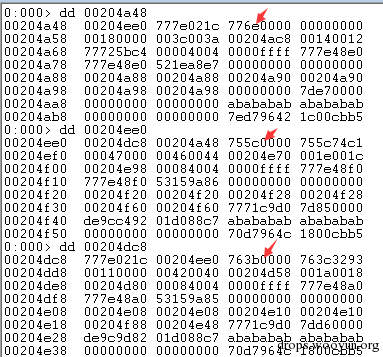 0:000> dd 00204a48
00204a48  00204ee0 777e021c 776e0000 00000000
00204a58  00180000 003c003a 00204ac8 00140012
00204a68  77725bc4 00004004 0000ffff 777e48e0
00204a78  777e48e0 521ea8e7 00000000 00000000
00204a88  00204a88 00204a88 00204a90 00204a90
00204a98  00204a98 00204a98 00000000 7de70000
00204aa8  00000000 00000000 abababab abababab
00204ab8  00000000 00000000 7ed79642 1c00cbb5
0:000> dd 00204ee0
00204ee0  00204dc8 00204a48 755c0000 755c74c1
00204ef0  00047000 00460044 00204e70 001e001c
00204f00  00204e98 00084004 0000ffff 777e48f0
00204f10  777e48f0 53159a86 00000000 00000000
00204f20  00204f20 00204f20 00204f28 00204f28
00204f30  00204f60 00204f60 7771c9d0 7d850000
00204f40  de9cc492 01d088c7 abababab abababab
00204f50  00000000 00000000 70d7964c 1800cbb5
0:000> dd 00204dc8
00204dc8  777e021c 00204ee0 763b0000 763c3293
00204dd8  00110000 00420040 00204d58 001a0018
00204de8  00204d80 00084004 0000ffff 777e48a0
00204df8  777e48a0 53159a85 00000000 00000000
00204e08  00204e08 00204e08 00204e10 00204e10
00204e18  00204f88 00204e48 7771c9d0 7dd60000
00204e28  de9c9d82 01d088c7 abababab abababab
00204e38  00000000 00000000 70d7964c 1800cbb5
drops.wooyun.org